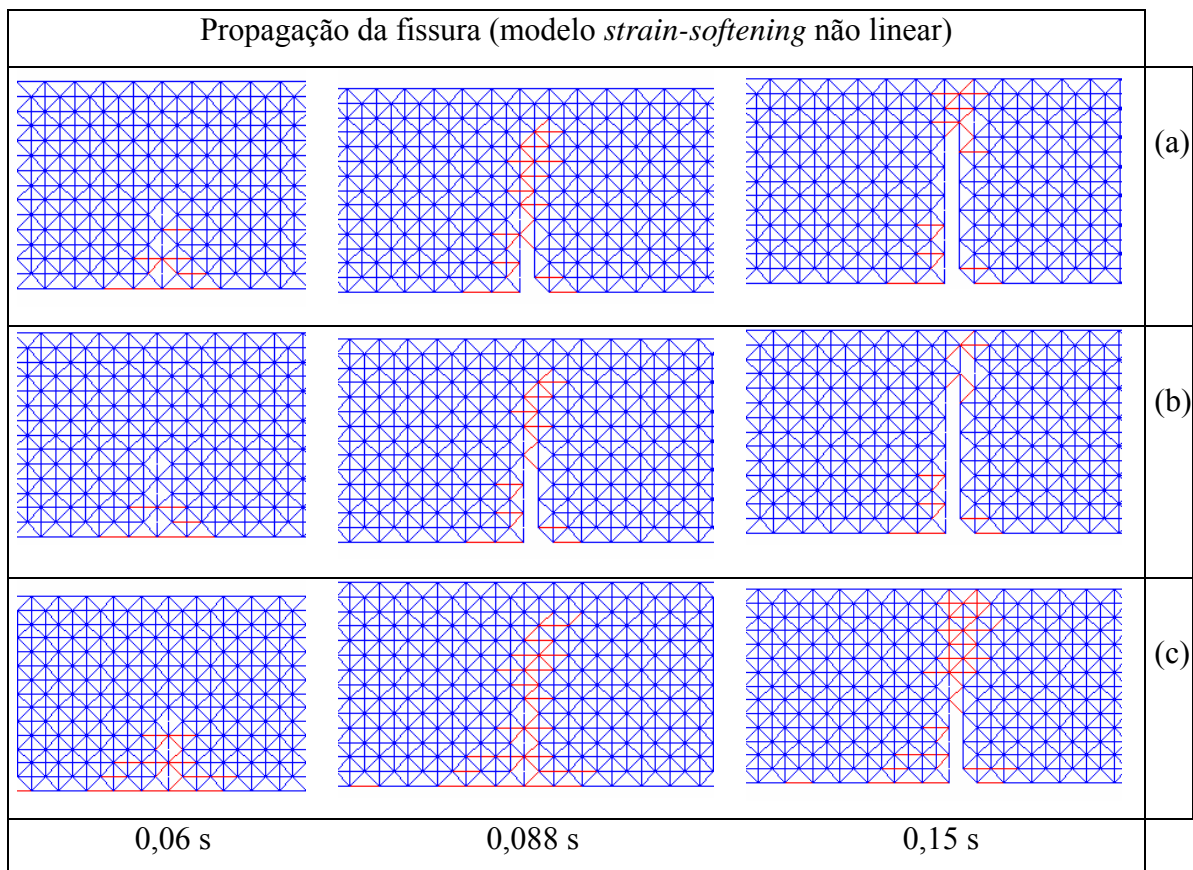 Propagação da fissura (modelo strain-softening não linear)
(a)
(b)
(c)
0,06 s 0,088 s 0,15 s